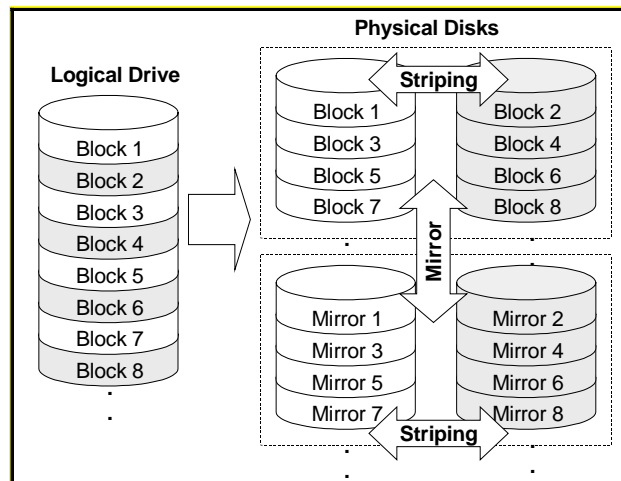 Physical Disks
Logical Drive
Block 1
Block 2
Block 3
Block 4
Block 5
Block 6
Block 7
Block 8
Striping
Block 1
Block 3
Block 5
Block 7
Block 2
Block 4
Block 6
Block 8
Mirror
Mirror 1
Mirror 3
Mirror 5
Mirror 7
Mirror 2
Mirror 4
Mirror 6
Mirror 8
Striping